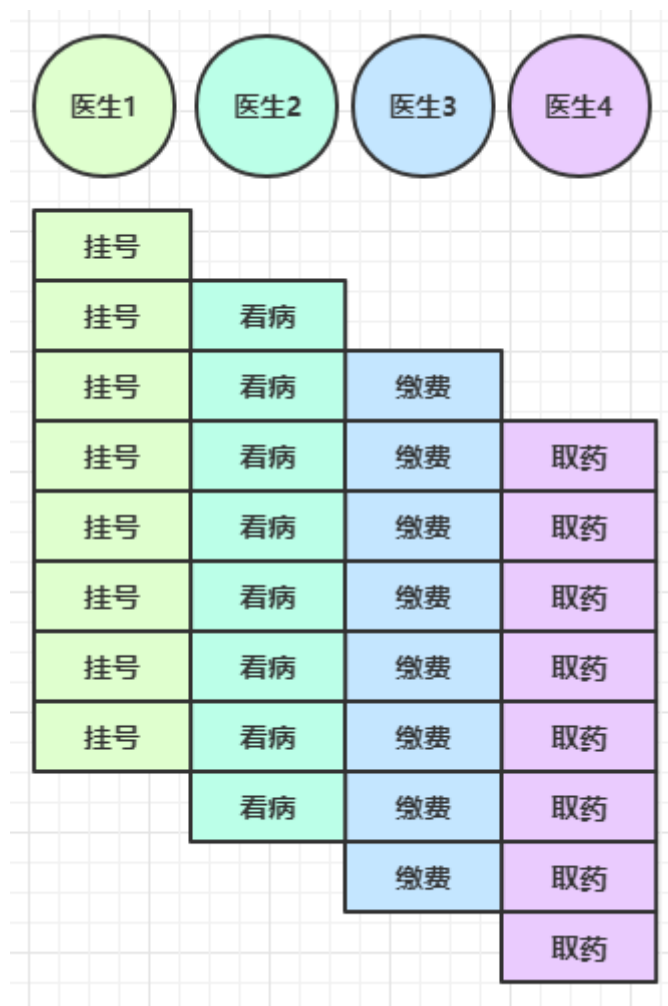 医生1 医生2 医生3 医生4
挂号
挂号 看病
挂号 看病 缴费
挂号 看病 缴费 取药
挂号 看病 缴费 取药
挂号 看病 缴费 取药
挂号 看病 缴费 取药
挂号 看病 缴费 取药
看病 缴费 取药
缴费 取药
取药